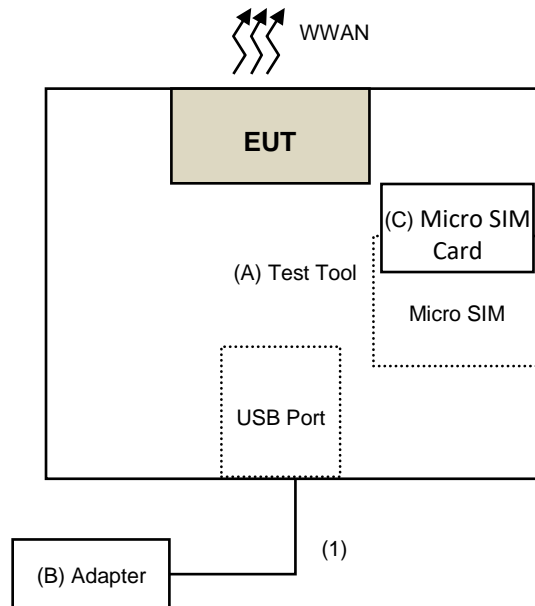 WWAN
EUT
(C) Micro SIM
Card
(A) Test Tool
Micro SIM
USB Port
(1)
(B) Adapter